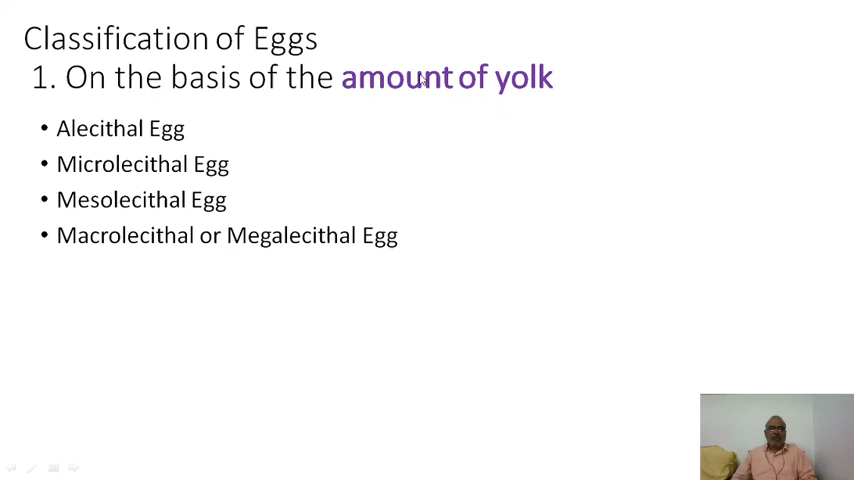 Classification of Eggs
1. On the basis of the amount of yolk
• Alecithal Egg
• Microlecithal Egg
• Mesolecithal Egg
• Macrolecithal or Megalecithal Egg